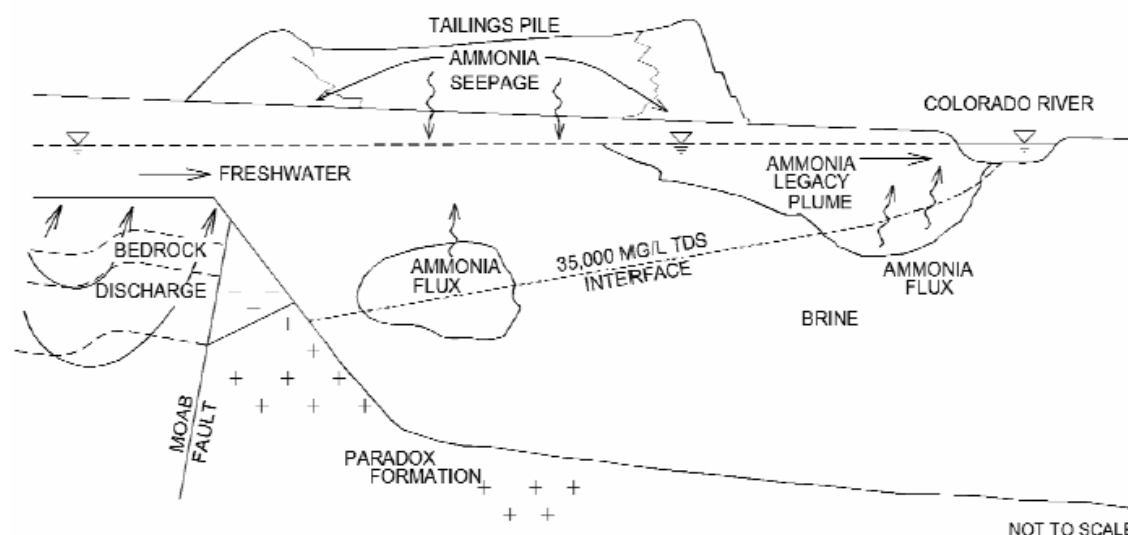 TAILINGS PILE
AMMONIA
SEEPAGE
COLORADO RIVER
FRESHWATER
AMMONIA
LEGACY
PLUME
BEDROCK
DISCHARGE
AMMONIA
FLUX
35,000 MG/L TDS
INTERFACE
AMMONIA
FLUX
BRINE
MOAB
FAULT
PARADOX
FORMATION
NOT TO SCALE